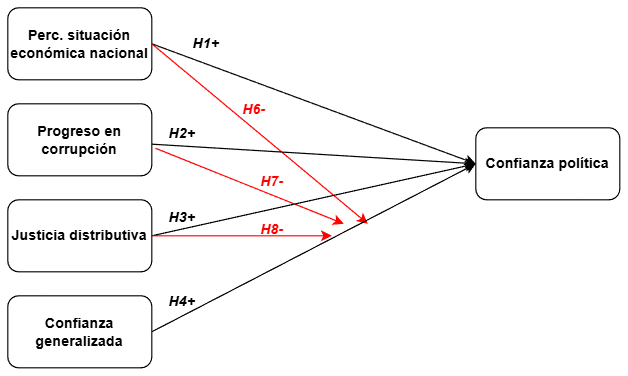 Perc. situación
económica nacional
H1+
H6-
Progreso en
corrupción
H2+
H7-
Confianza política
Justicia distributiva
H3+
H8-
Confianza
generalizada
H4+